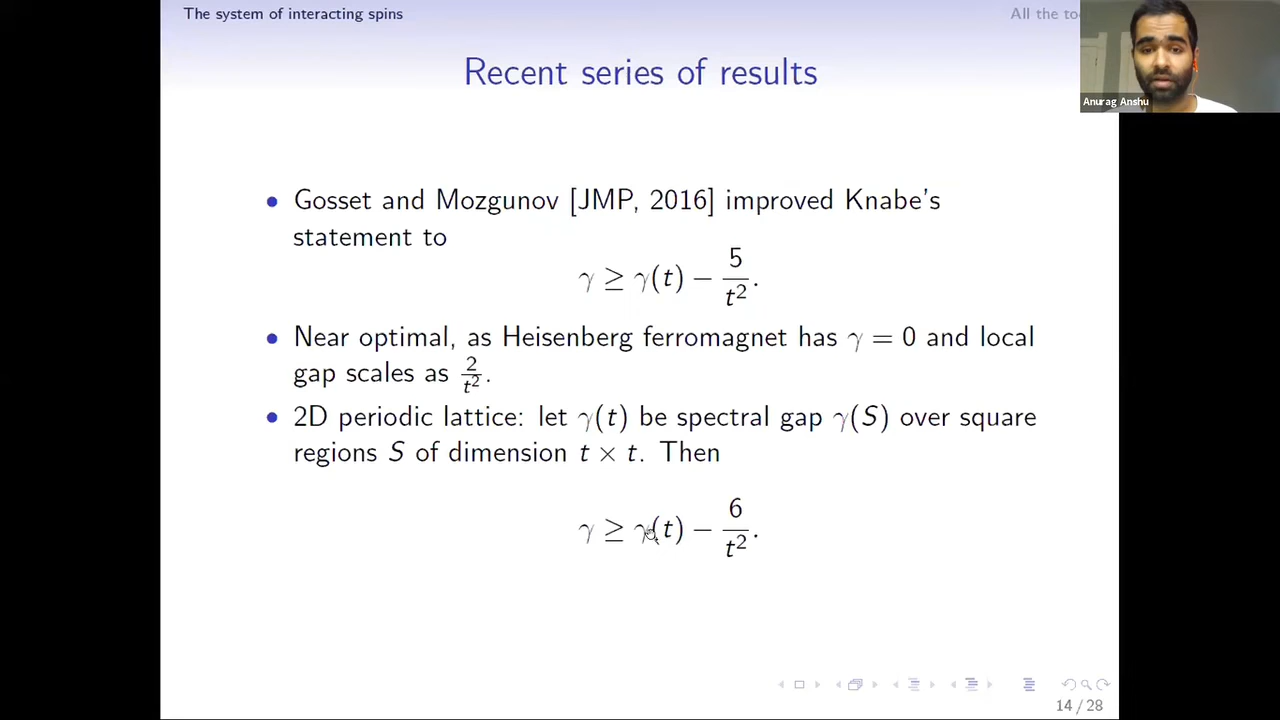 The system of interacting spins
All the to
Anurag Anshu
Recent series of results
• Gosset and Mozgunov [JMP, 2016] improved Knabe's
statement to
γ ≥ γ(t) − 5/t².
• Near optimal, as Heisenberg ferromagnet has γ = 0 and local
gap scales as 2/t².
• 2D periodic lattice: let γ(t) be spectral gap γ(S) over square
regions S of dimension t × t. Then
γ ≥ γ(t) − 6/t².
14 / 28